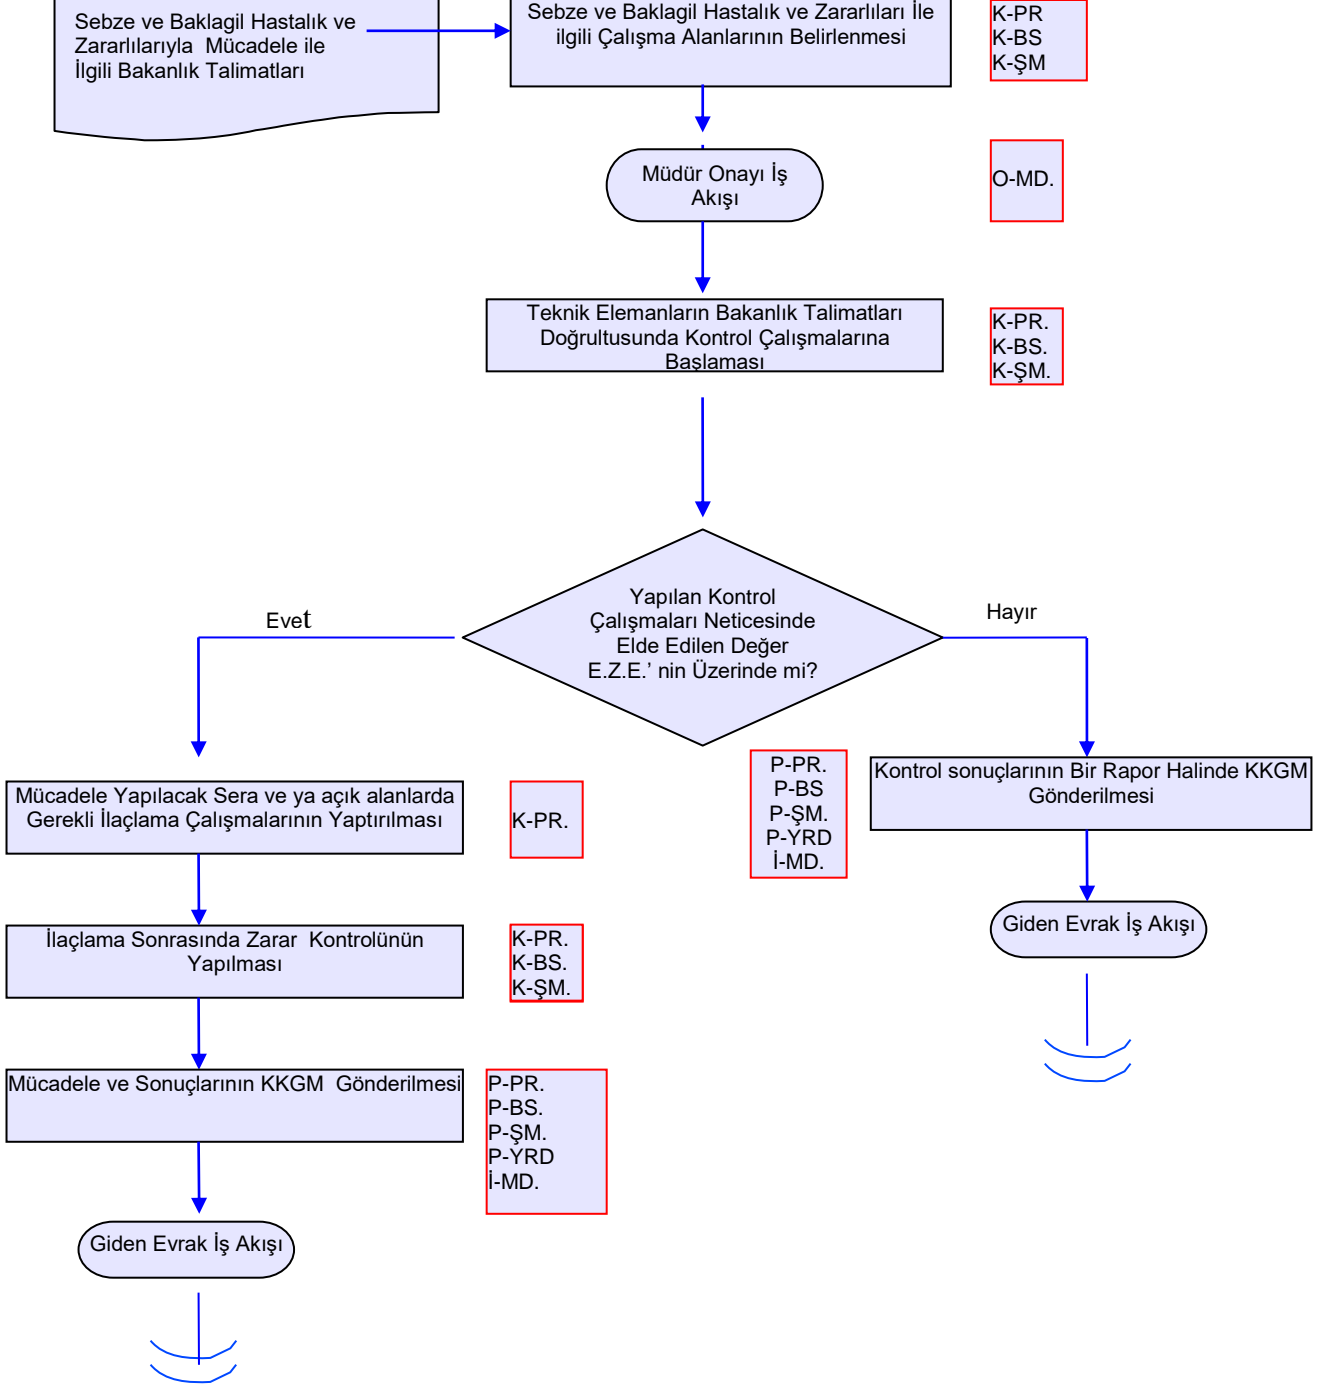 Sebze ve Baklagil Hastalık ve
Zararlılarıyla Mücadele ile
İlgili Bakanlık Talimatları
Sebze ve Baklagil Hastalık ve Zararlıları İle
ilgili Çalışma Alanlarının Belirlenmesi
K-PR
K-BS
K-ŞM
Müdür Onayı İş
Akışı
O-MD.
Teknik Elemanların Bakanlık Talimatları
Doğrultusunda Kontrol Çalışmalarına
Başlaması
K-PR.
K-BS.
K-ŞM.
Yapılan Kontrol
Çalışmaları Neticesinde
Elde Edilen Değer
E.Z.E.’ nin Üzerinde mi?
Evet
Hayır
Mücadele Yapılacak Sera ve ya açık alanlarda
Gerekli İlaçlama Çalışmalarının Yaptırılması
K-PR.
P-PR.
P-BS
P-ŞM.
P-YRD
İ-MD.
Kontrol sonuçlarının Bir Rapor Halinde KKGM
Gönderilmesi
İlaçlama Sonrasında Zarar Kontrolünün
Yapılması
K-PR.
K-BS.
K-ŞM.
Giden Evrak İş Akışı
Mücadele ve Sonuçlarının KKGM Gönderilmesi
P-PR.
P-BS.
P-ŞM.
P-YRD
İ-MD.
Giden Evrak İş Akışı